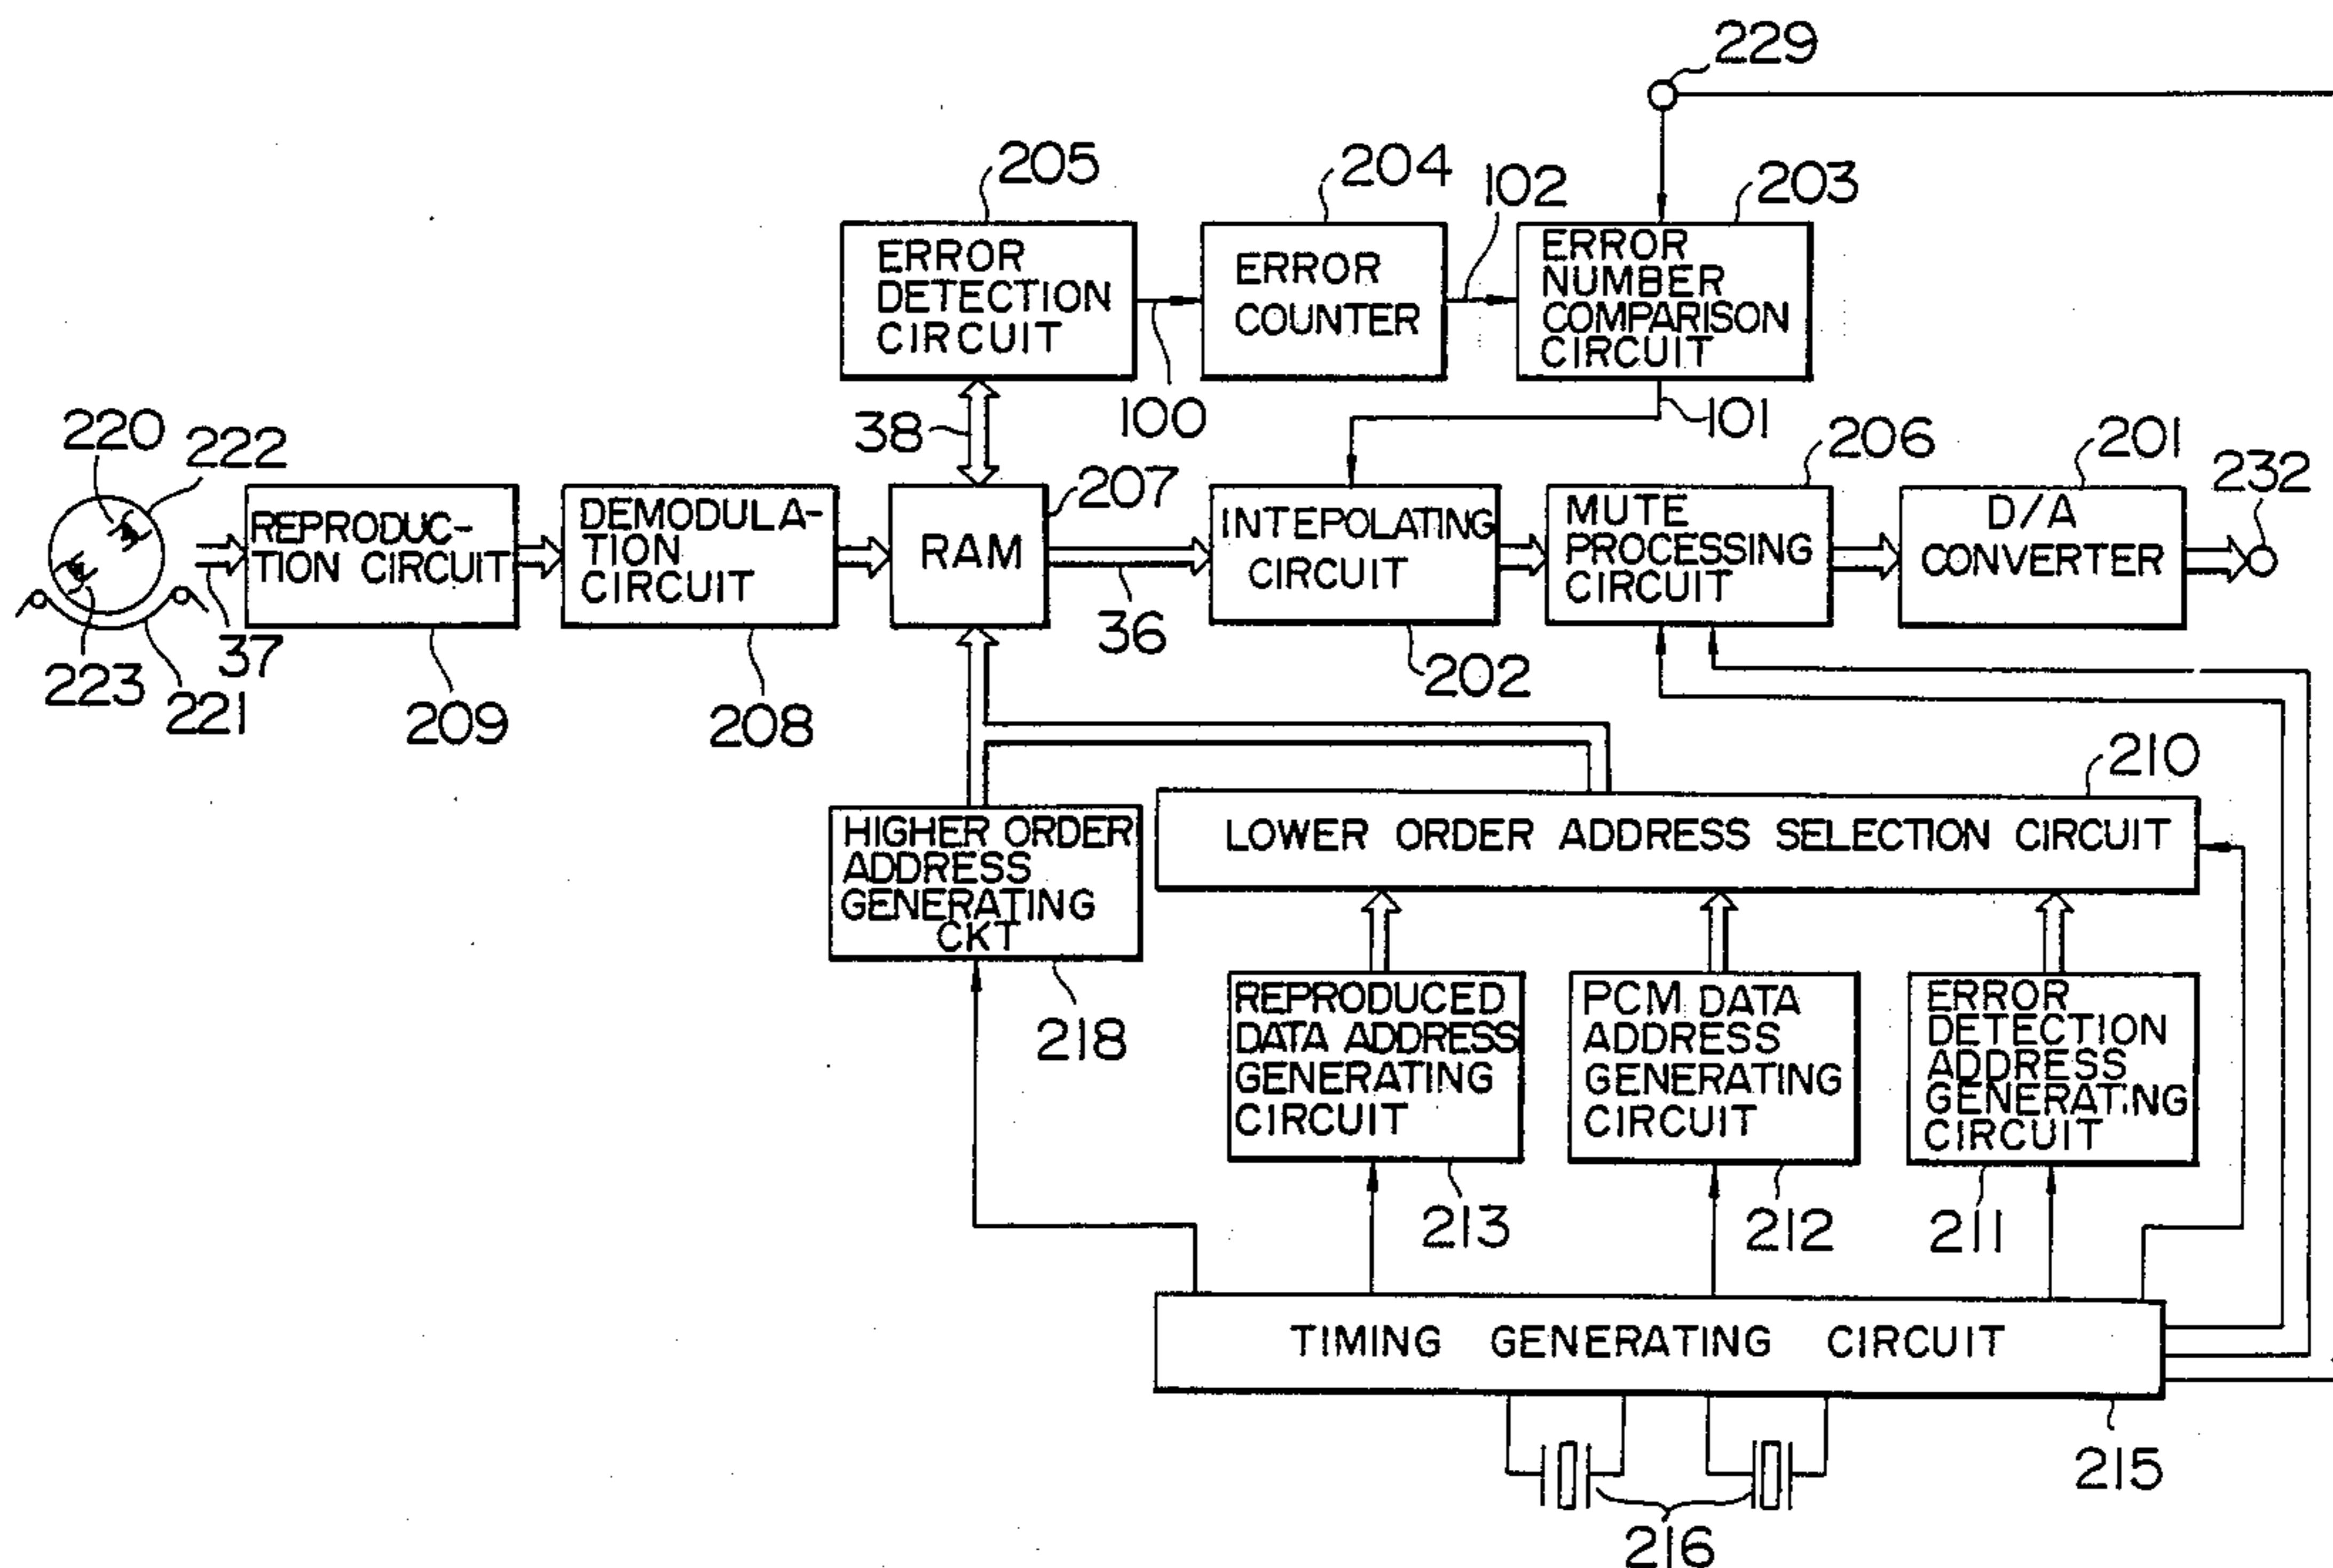 229
205
204
102
203
ERROR
DETECTION
CIRCUIT
ERROR
COUNTER
ERROR
NUMBER
COMPARISON
CIRCUIT
38
100
101
220
222
207
206
201
232
REPRODUC-
TION CIRCUIT
DEMODULA-
TION
CIRCUIT
RAM
INTEPOLATING
CIRCUIT
MUTE
PROCESSING
CIRCUIT
D/A
CONVERTER
37
36
223
221
209
208
202
210
HIGHER ORDER
ADDRESS
GENERATING
CKT
LOWER ORDER ADDRESS SELECTION CIRCUIT
218
REPRODUCED
DATA ADDRESS
GENERATING
CIRCUIT
PCM DATA
ADDRESS
GENERATING
CIRCUIT
ERROR
DETECTION
ADDRESS
GENERATING
CIRCUIT
213
212
211
TIMING GENERATING CIRCUIT
215
216